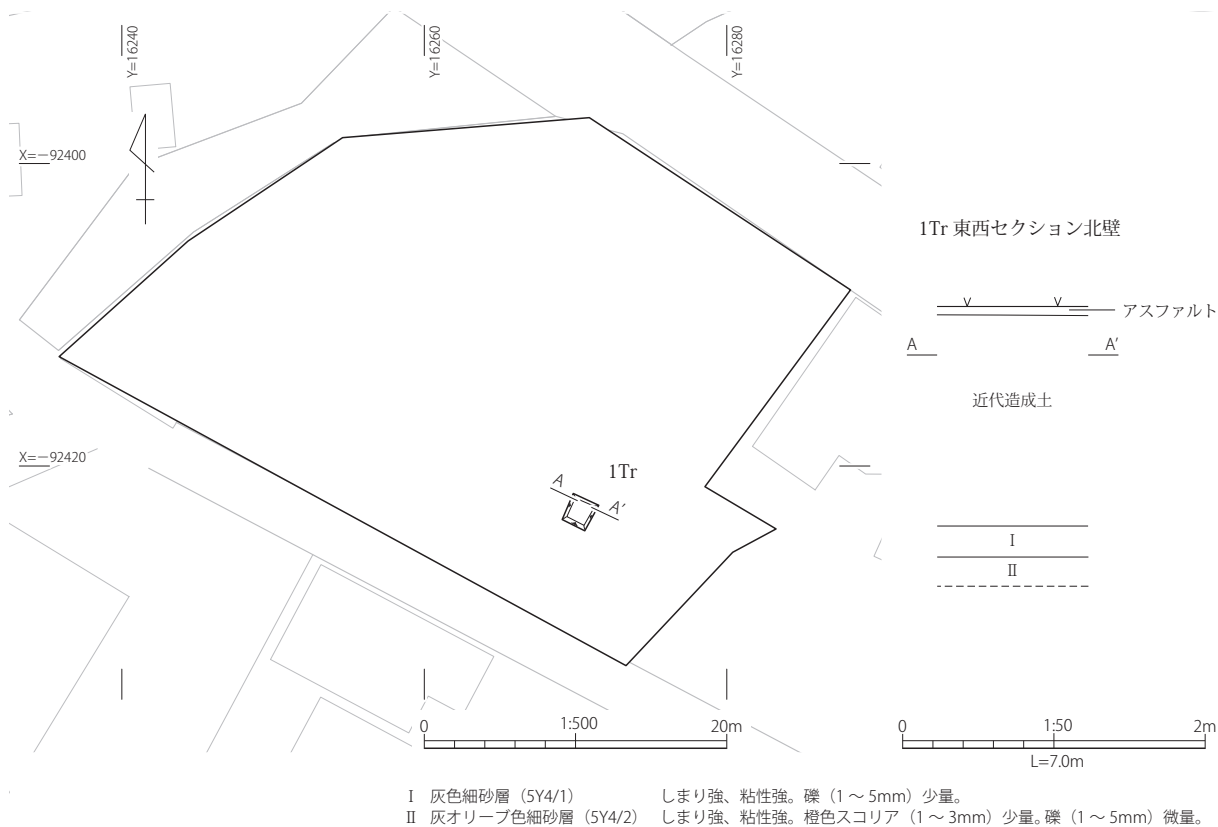 Y=16240
Y=16260
Y=16280
X=－92400
X=－92420
1Tr
A
A′
1Tr 東西セクション北壁
アスファルト
A
A′
近代造成土
Ⅰ
Ⅱ
0
1:500
20m
0
1:50
2m
L=7.0m
Ⅰ 灰色細砂層（5Y4/1） しまり強、粘性強。礫（1 ～ 5mm）少量。
Ⅱ 灰オリーブ色細砂層（5Y4/2） しまり強、粘性強。橙色スコリア（1 ～ 3mm）少量。礫（1 ～ 5mm）微量。